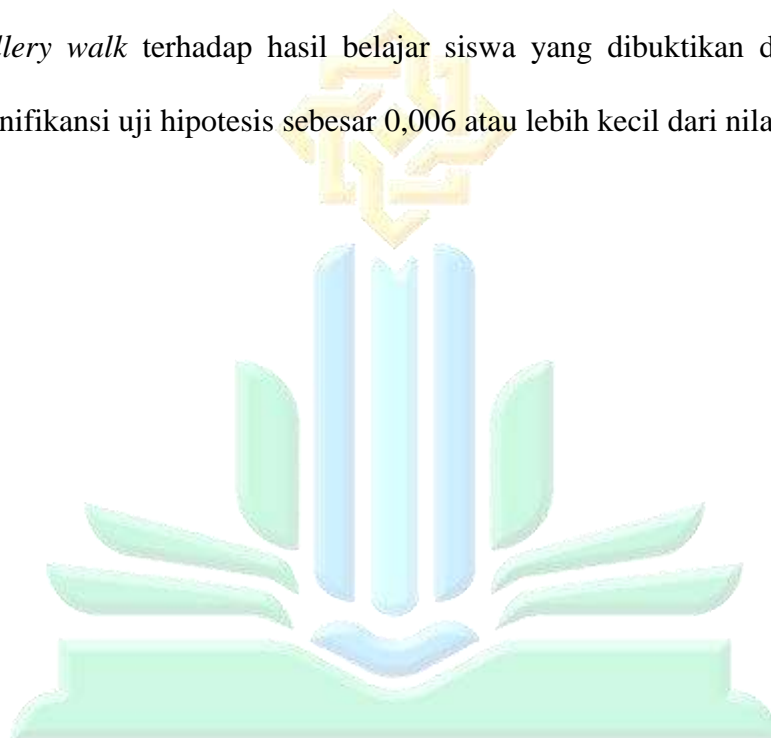 llery walk terhadap hasil belajar siswa yang dibuktikan d
nifikansi uji hipotesis sebesar 0,006 atau lebih kecil dari nila